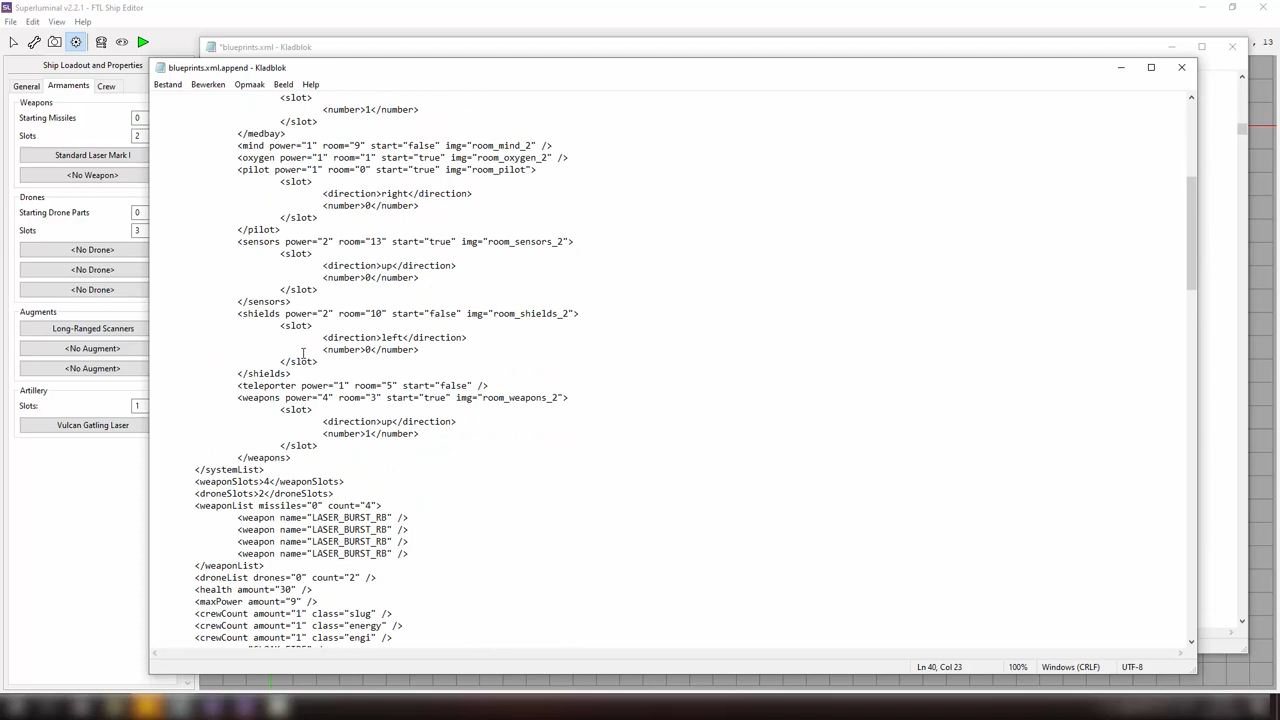 Superluminal v2.2.1 - FTL Ship Editor
File Edit View Help
, 13
Ship Loadout and Properties
General Armaments Crew
Weapons
Starting Missiles 0
Slots 2
Standard Laser Mark I
<No Weapon>
Drones
Starting Drone Parts 0
Slots 3
<No Drone>
<No Drone>
<No Drone>
Augments
Long-Ranged Scanners
<No Augment>
<No Augment>
Artillery
Slots: 1
Vulcan Gatling Laser
*blueprints.xml - Kladblok
blueprints.xml.append - Kladblok
Bestand Bewerken Opmaak Beeld Help
<slot>
<number>1</number>
</slot>
</medbay>
<mind power="1" room="9" start="false" img="room_mind_2" />
<oxygen power="1" room="1" start="true" img="room_oxygen_2" />
<pilot power="1" room="0" start="true" img="room_pilot">
<slot>
<direction>right</direction>
<number>0</number>
</slot>
</pilot>
<sensors power="2" room="13" start="true" img="room_sensors_2">
<slot>
<direction>up</direction>
<number>0</number>
</slot>
</sensors>
<shields power="2" room="10" start="false" img="room_shields_2">
<slot>
<direction>left</direction>
<number>0</number>
</slot>
</shields>
<teleporter power="1" room="5" start="false" />
<weapons power="4" room="3" start="true" img="room_weapons_2">
<slot>
<direction>up</direction>
<number>1</number>
</slot>
</weapons>
</systemList>
<weaponSlots>4</weaponSlots>
<droneSlots>2</droneSlots>
<weaponList missiles="0" count="4">
<weapon name="LASER_BURST_RB" />
<weapon name="LASER_BURST_RB" />
<weapon name="LASER_BURST_RB" />
<weapon name="LASER_BURST_RB" />
</weaponList>
<droneList drones="0" count="2" />
<health amount="30" />
<maxPower amount="9" />
<crewCount amount="1" class="slug" />
<crewCount amount="1" class="energy" />
<crewCount amount="1" class="engi" />
Ln 40, Col 23 100% Windows (CRLF) UTF-8